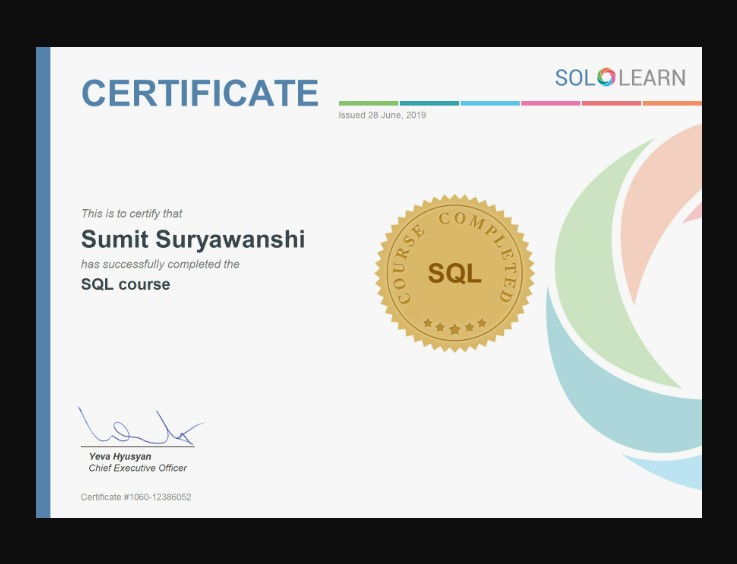 SOLOLEARN
CERTIFICATE
Issued 28 June, 2019
This is to certify that
Sumit Suryawanshi
has successfully completed the
SQL course
COURSE COMPLETED
SQL
Yeva Hyusyan
Chief Executive Officer
Certificate #1060-12386052